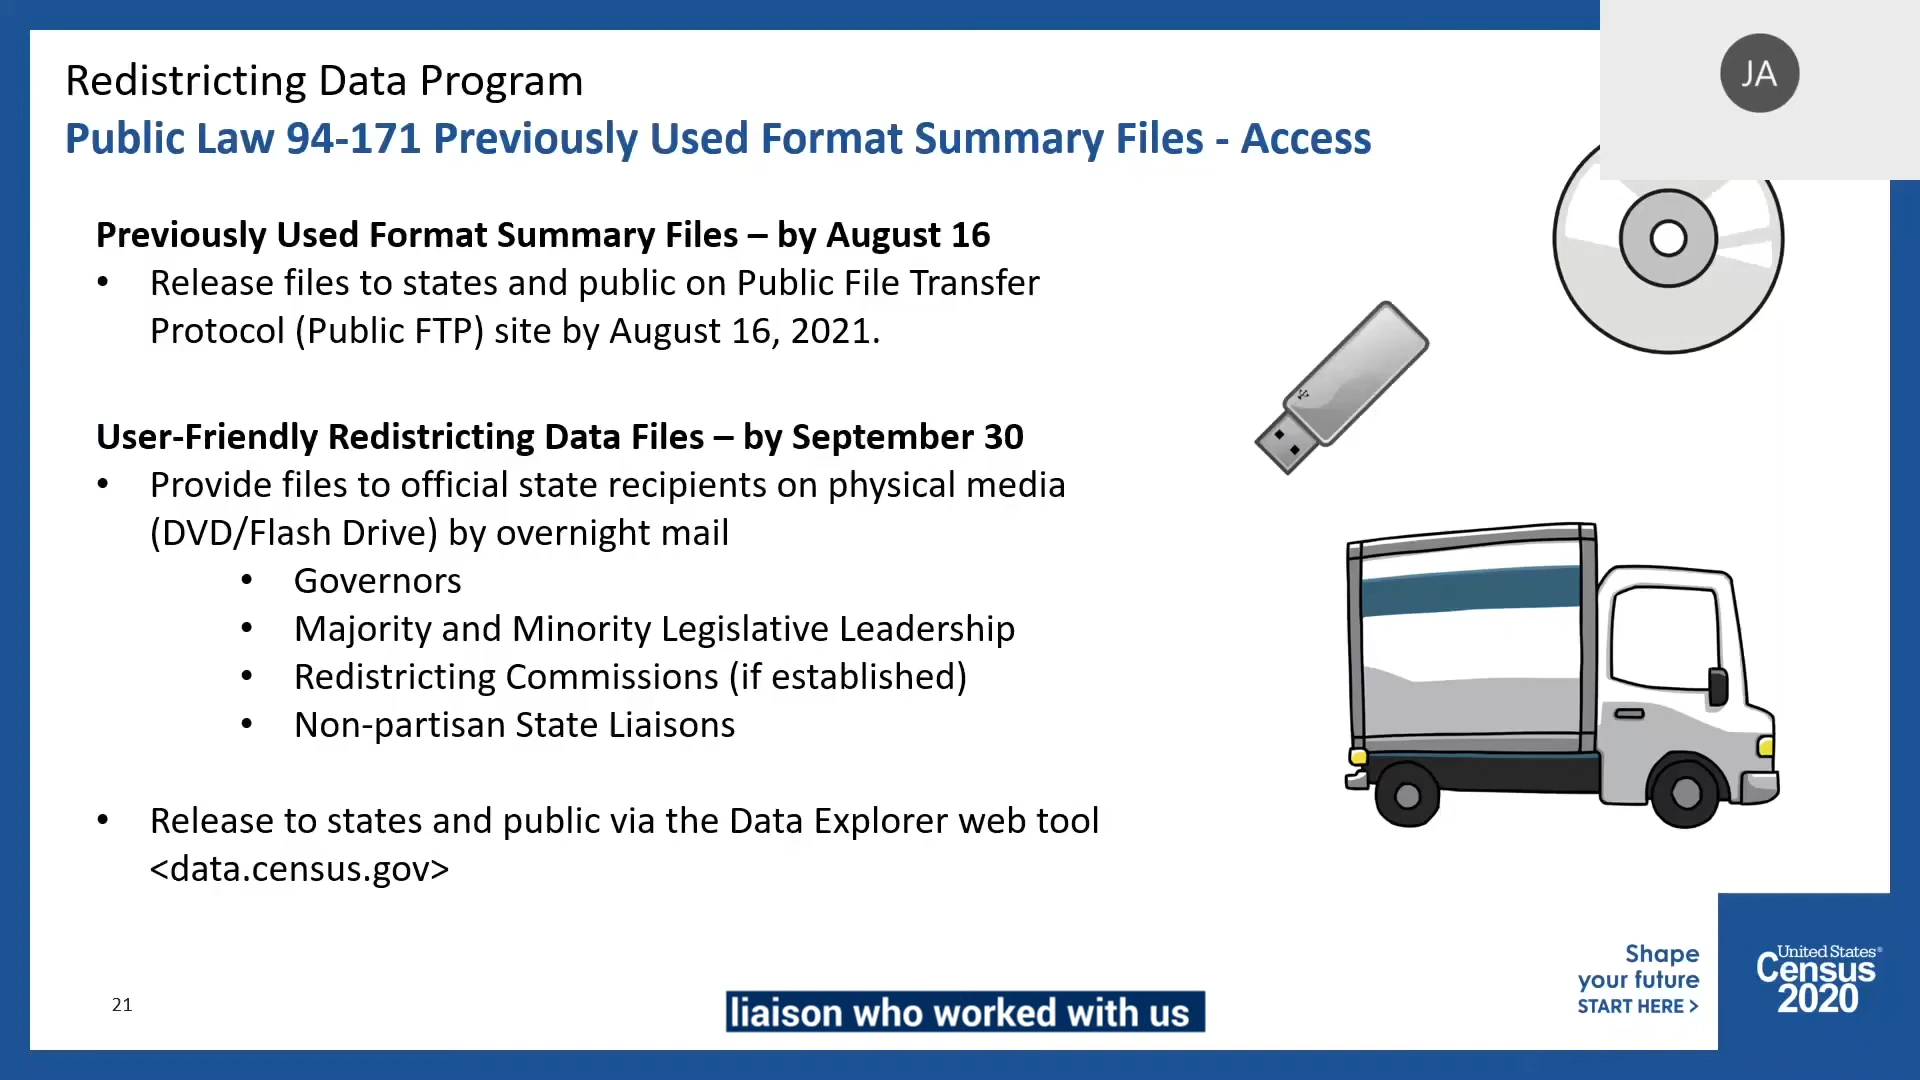 JA
Redistricting Data Program
Public Law 94-171 Previously Used Format Summary Files - Access
Previously Used Format Summary Files – by August 16
• Release files to states and public on Public File Transfer
Protocol (Public FTP) site by August 16, 2021.
User-Friendly Redistricting Data Files – by September 30
• Provide files to official state recipients on physical media
(DVD/Flash Drive) by overnight mail
• Governors
• Majority and Minority Legislative Leadership
• Redistricting Commissions (if established)
• Non-partisan State Liaisons
• Release to states and public via the Data Explorer web tool
<data.census.gov>
Shape
your future
START HERE >
United States®
Census
2020
21
liaison who worked with us